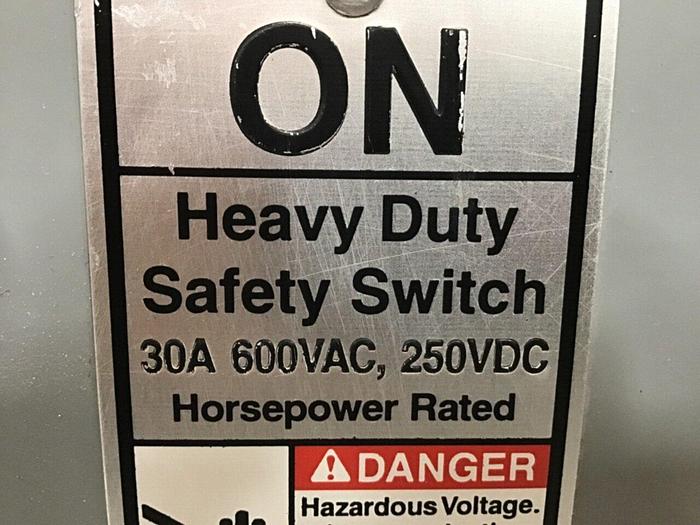 ON
Heavy Duty
Safety Switch
30A 600VAC, 250VDC
Horsepower Rated
DANGER
Hazardous Voltage.